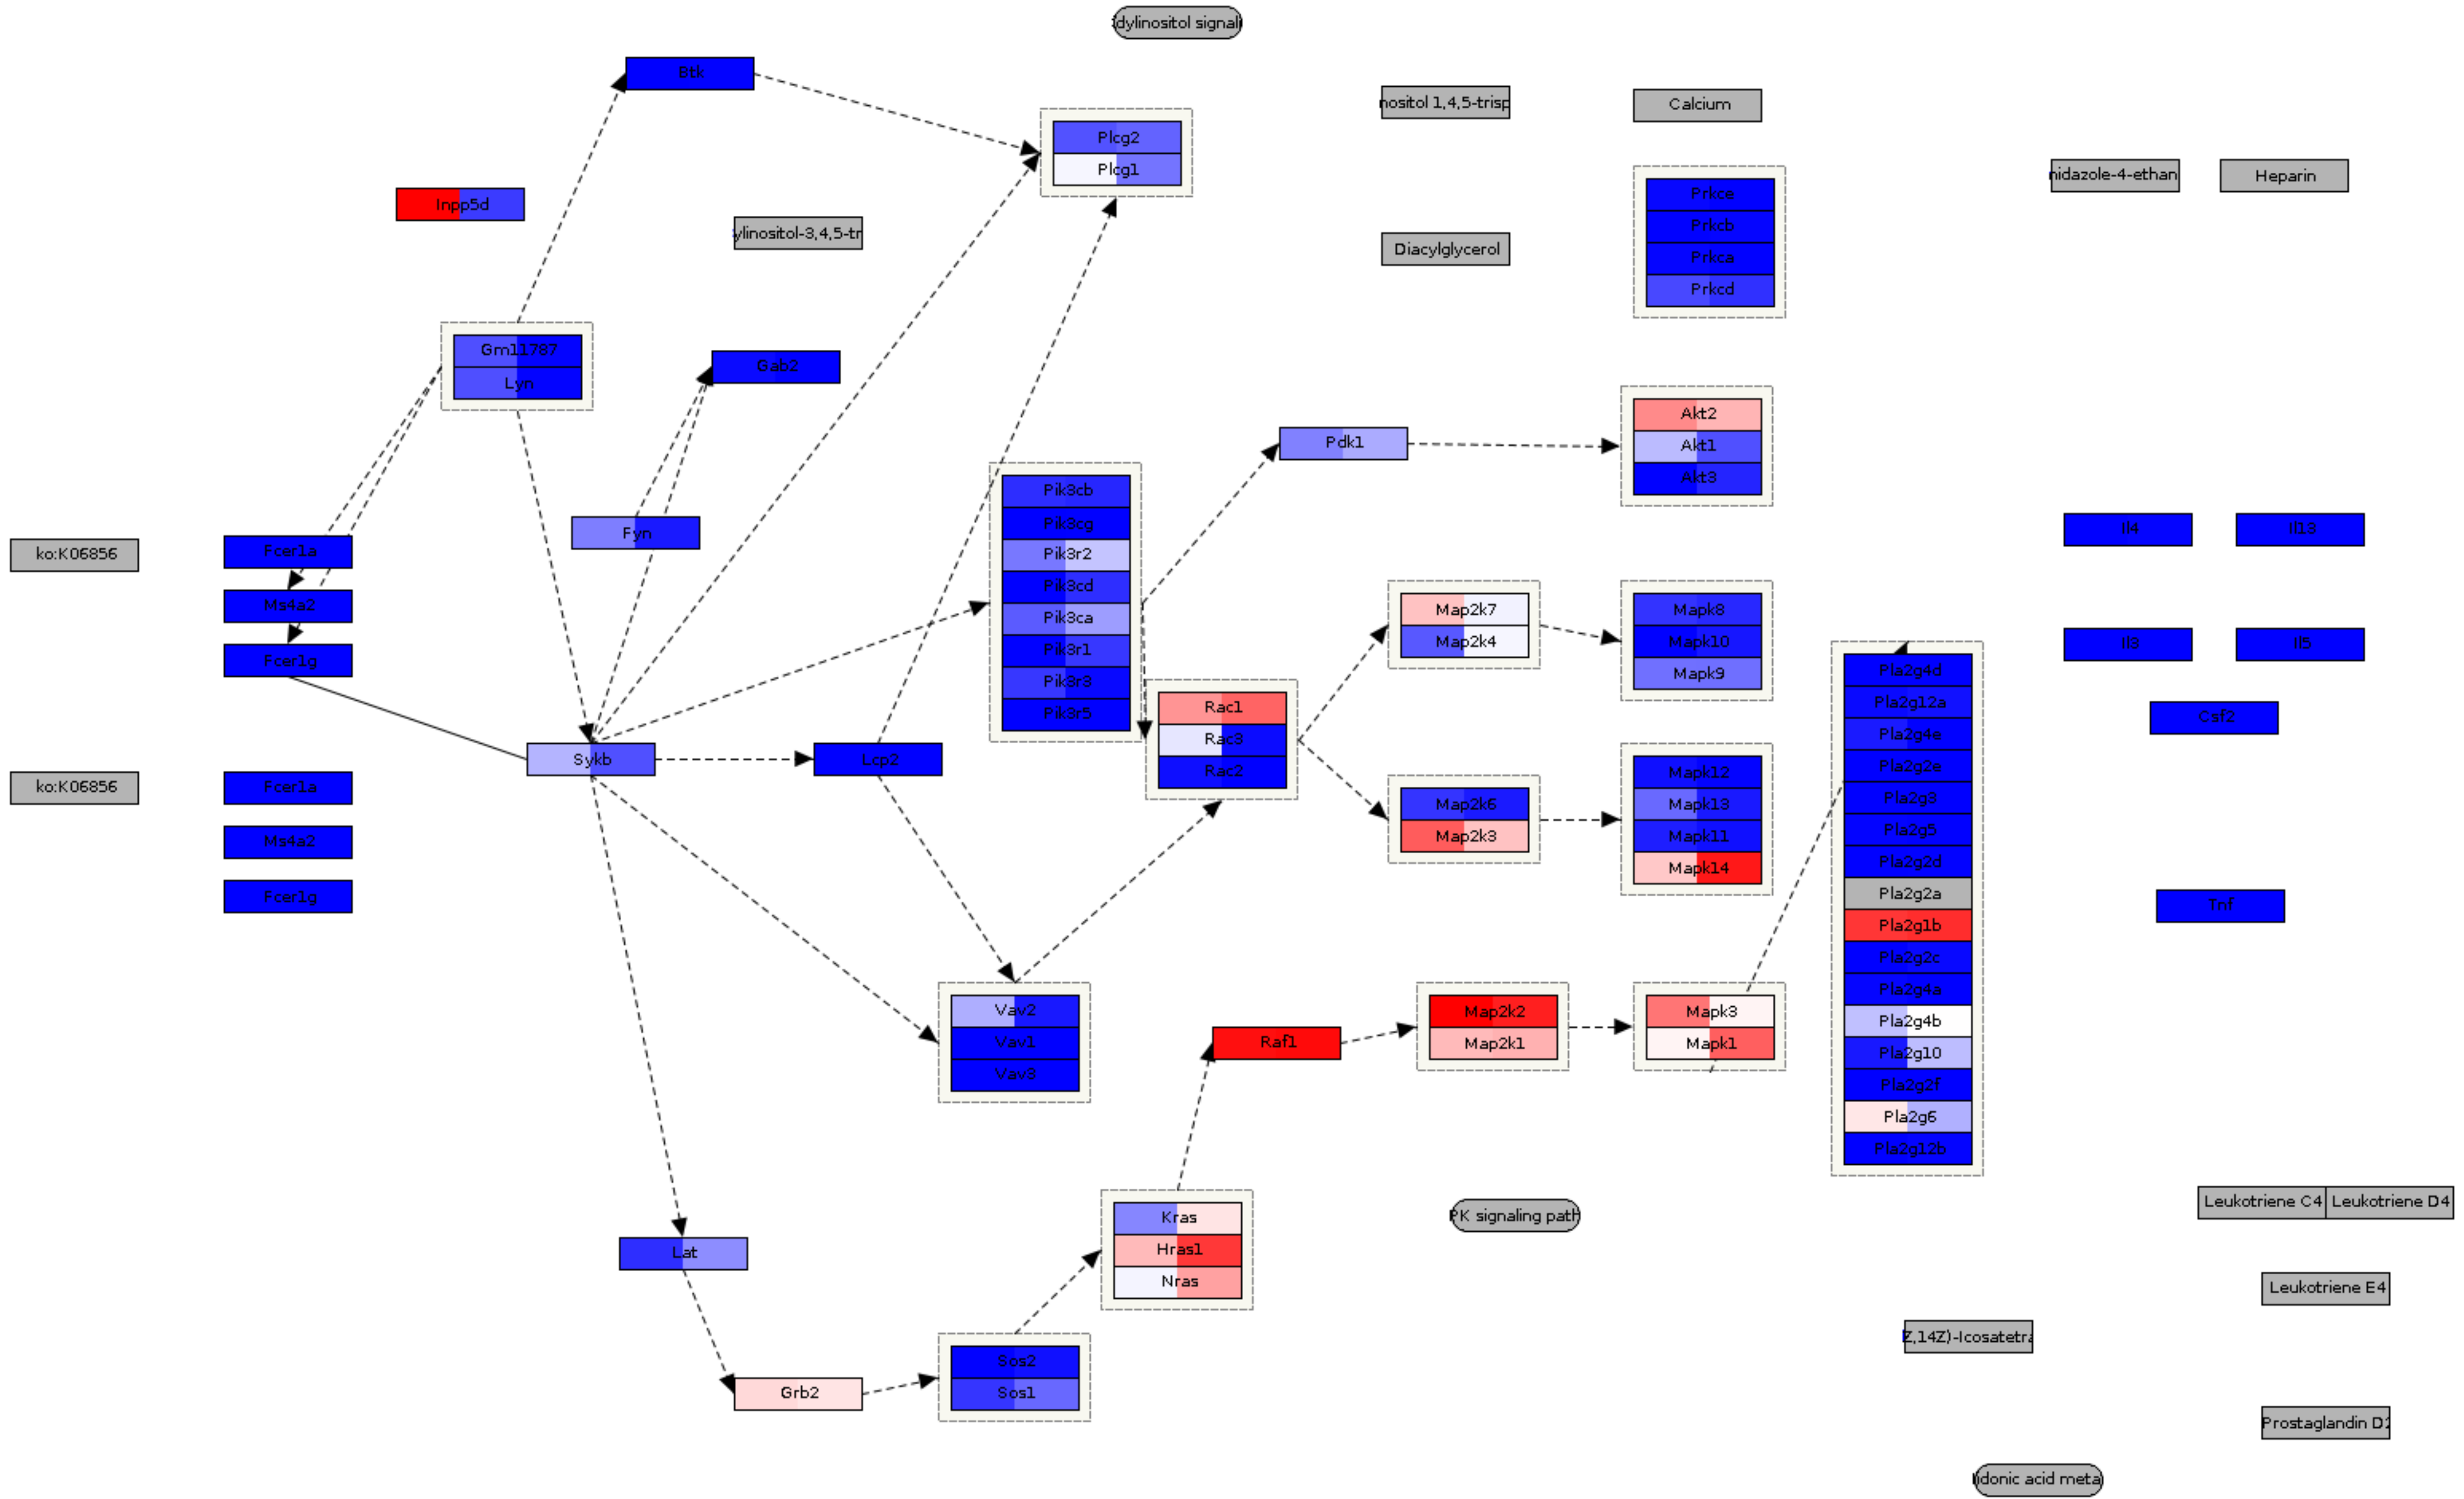 dylinositol signali
Btk
nositol 1,4,5-trisp
Calcium
Plcg2
Plcg1
nidazole-4-ethan
Heparin
Inpp5d
ylinositol-3,4,5-tr
Diacylglycerol
Prkce
Prkcb
Prkca
Prkcd
Gm11787
Lyn
Gab2
Pdk1
Akt2
Akt1
Akt3
Pik3cb
Pik3cg
Pik3r2
Pik3cd
Pik3ca
Pik3r1
Pik3r3
Pik3r5
Fyn
ko:K06856
Fcer1a
Ms4a2
Fcer1g
Il4
Il13
Il3
Il5
Csf2
Tnf
Map2k7
Map2k4
Mapk8
Mapk10
Mapk9
Rac1
Rac3
Rac2
Sykb
Lcp2
ko:K06856
Fcer1a
Ms4a2
Fcer1g
Map2k6
Map2k3
Mapk12
Mapk13
Mapk11
Mapk14
Pla2g4d
Pla2g12a
Pla2g4e
Pla2g2e
Pla2g3
Pla2g5
Pla2g2d
Pla2g2a
Pla2g1b
Pla2g2c
Pla2g4a
Pla2g4b
Pla2g10
Pla2g2f
Pla2g6
Pla2g12b
Vav2
Vav1
Vav3
Raf1
Map2k2
Map2k1
Mapk3
Mapk1
Kras
Hras1
Nras
PK signaling path
Leukotriene C4
Leukotriene D4
Lat
Leukotriene E4
Z,14Z)-Icosatetra
Sos2
Sos1
Grb2
Prostaglandin D2
idonic acid meta